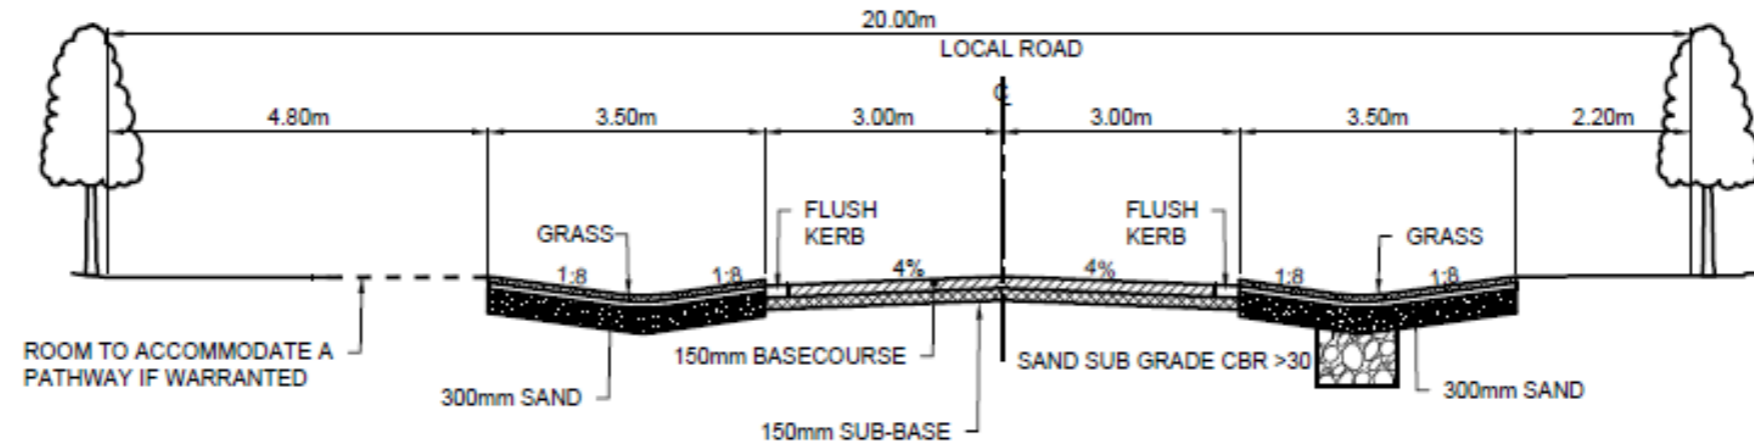 20.00m
LOCAL ROAD
℄
4.80m
3.50m
3.00m
3.00m
3.50m
2.20m
FLUSH
KERB
FLUSH
KERB
GRASS
GRASS
1:8
1:8
4%
4%
1:8
1:8
ROOM TO ACCOMMODATE A
PATHWAY IF WARRANTED
150mm BASECOURSE
SAND SUB GRADE CBR >30
300mm SAND
300mm SAND
150mm SUB-BASE